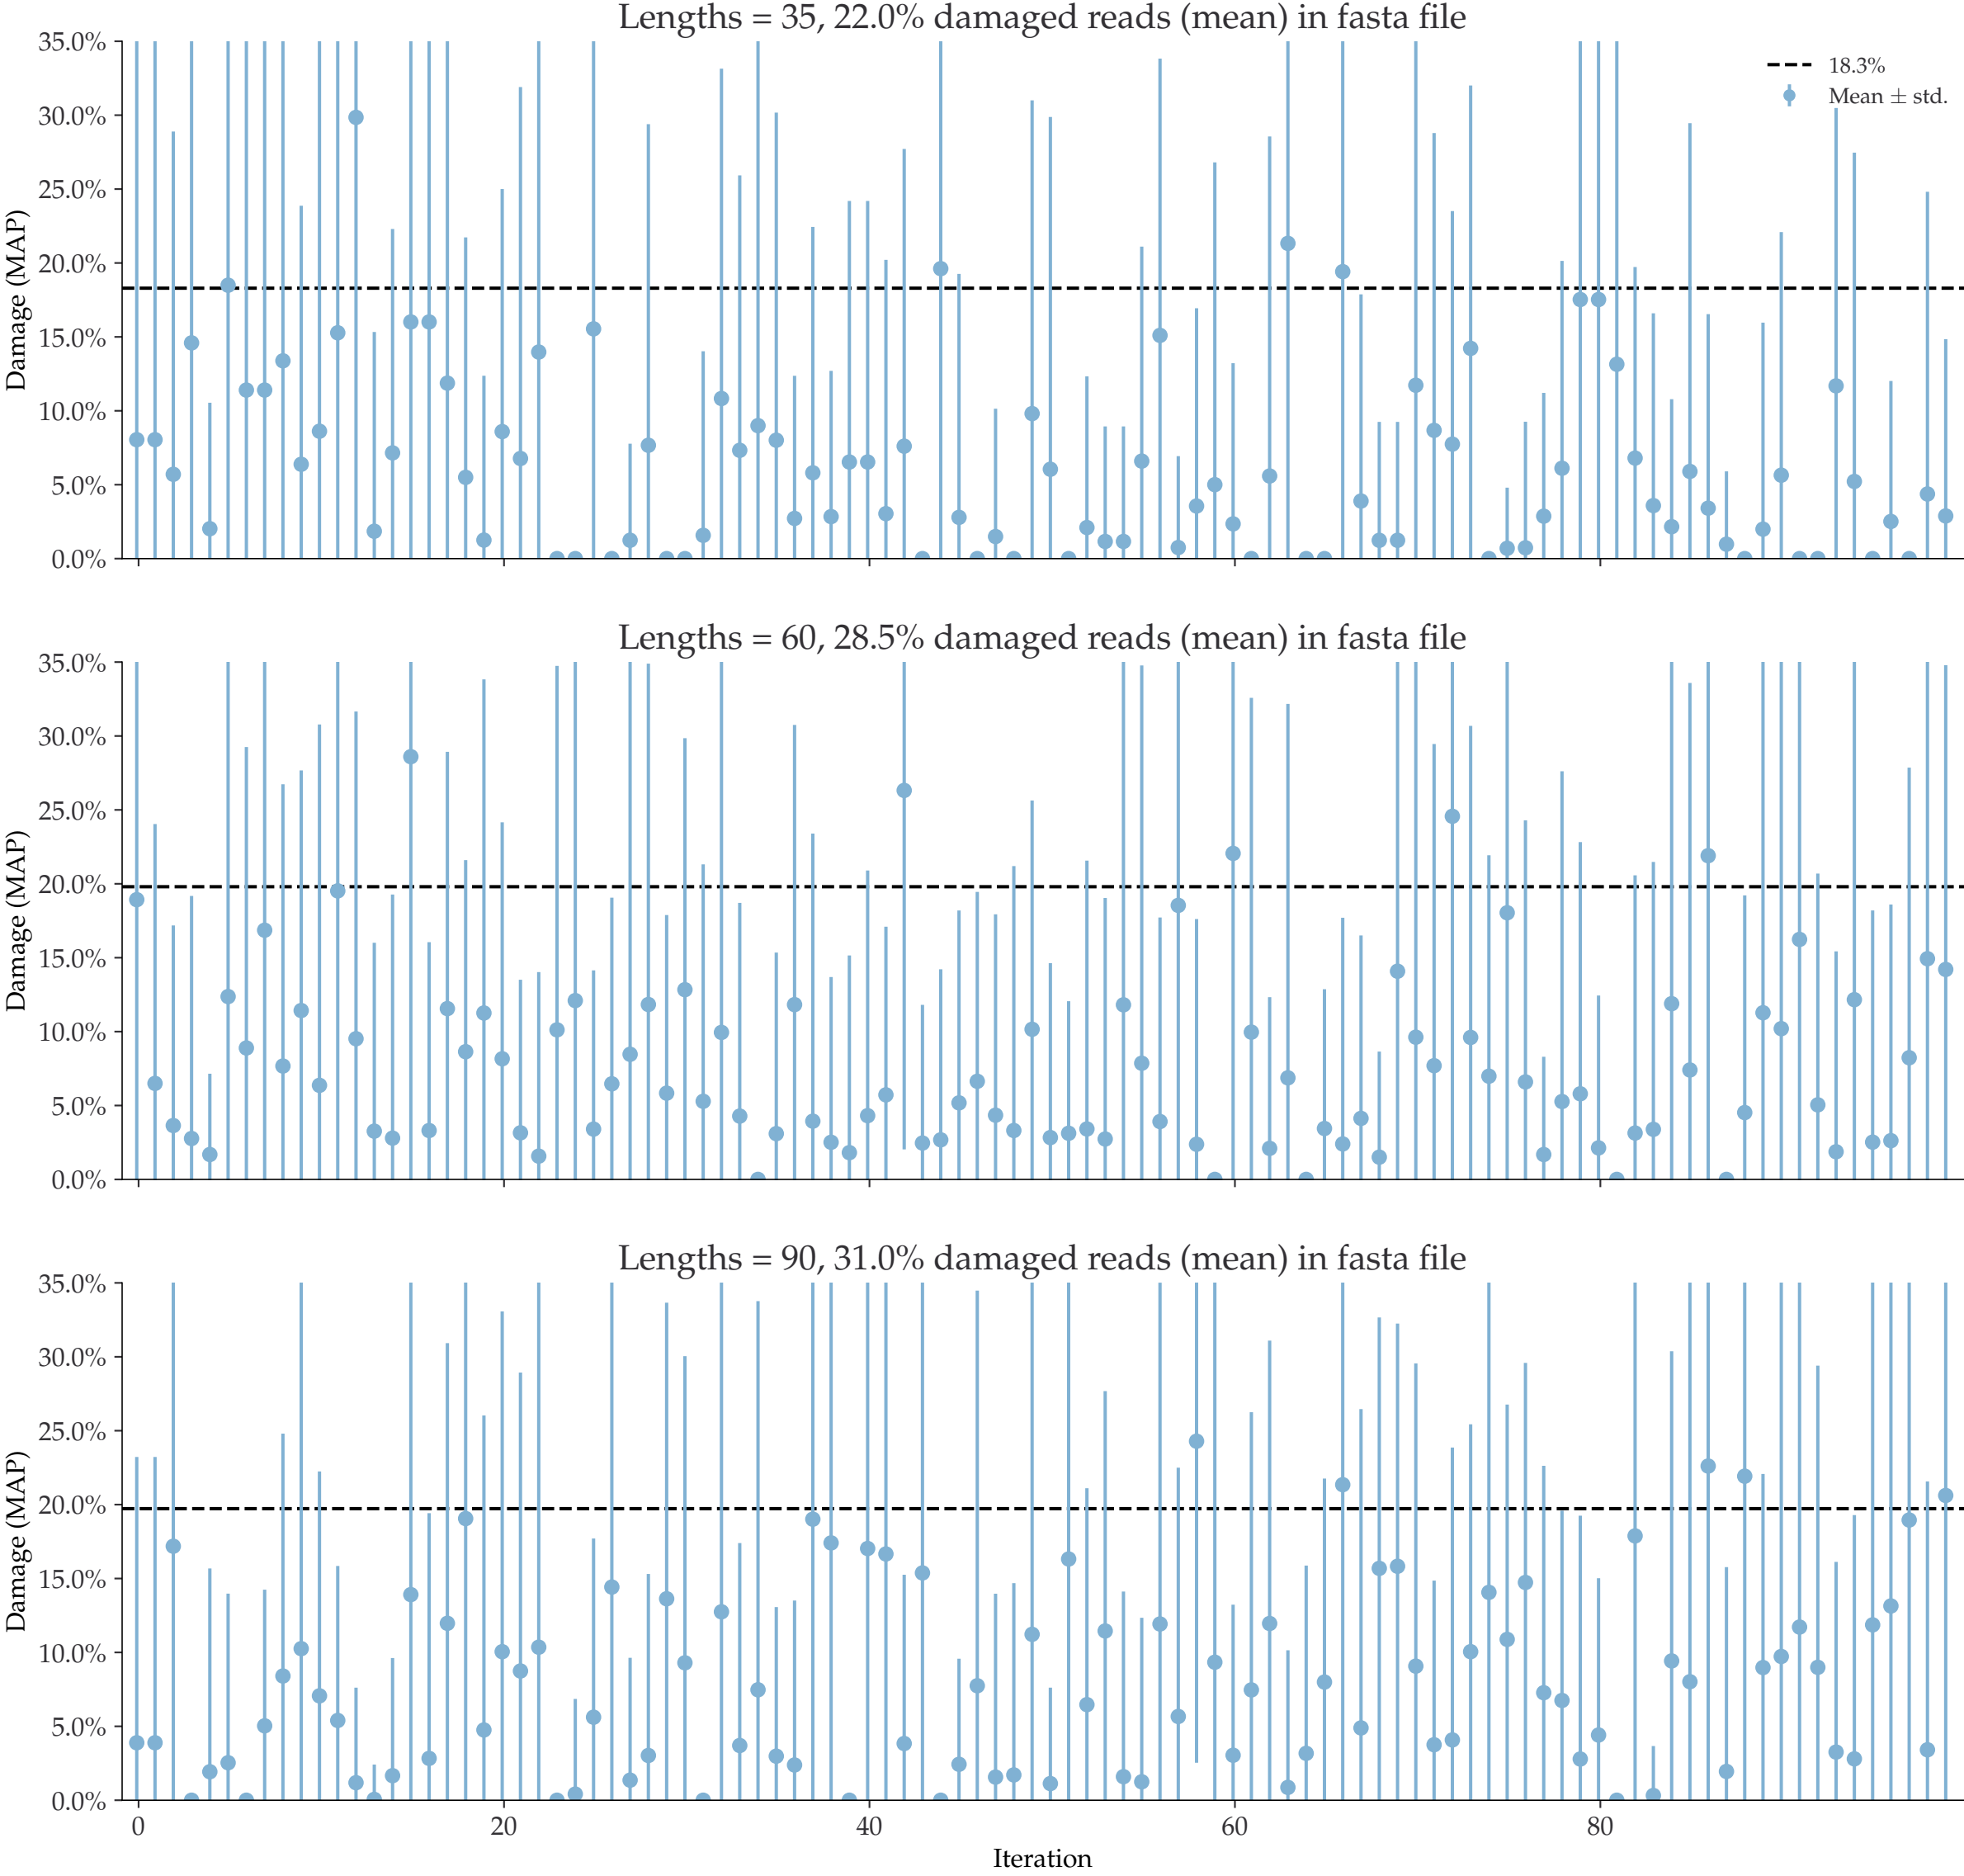 Lengths = 35, 22.0% damaged reads (mean) in fasta file
35.0%
30.0%
25.0%
20.0%
15.0%
10.0%
5.0%
0.0%
Damage (MAP)
18.3%
Mean ± std.
Lengths = 60, 28.5% damaged reads (mean) in fasta file
35.0%
30.0%
25.0%
20.0%
15.0%
10.0%
5.0%
0.0%
Damage (MAP)
Lengths = 90, 31.0% damaged reads (mean) in fasta file
35.0%
30.0%
25.0%
20.0%
15.0%
10.0%
5.0%
0.0%
Damage (MAP)
0 20 40 60 80
Iteration